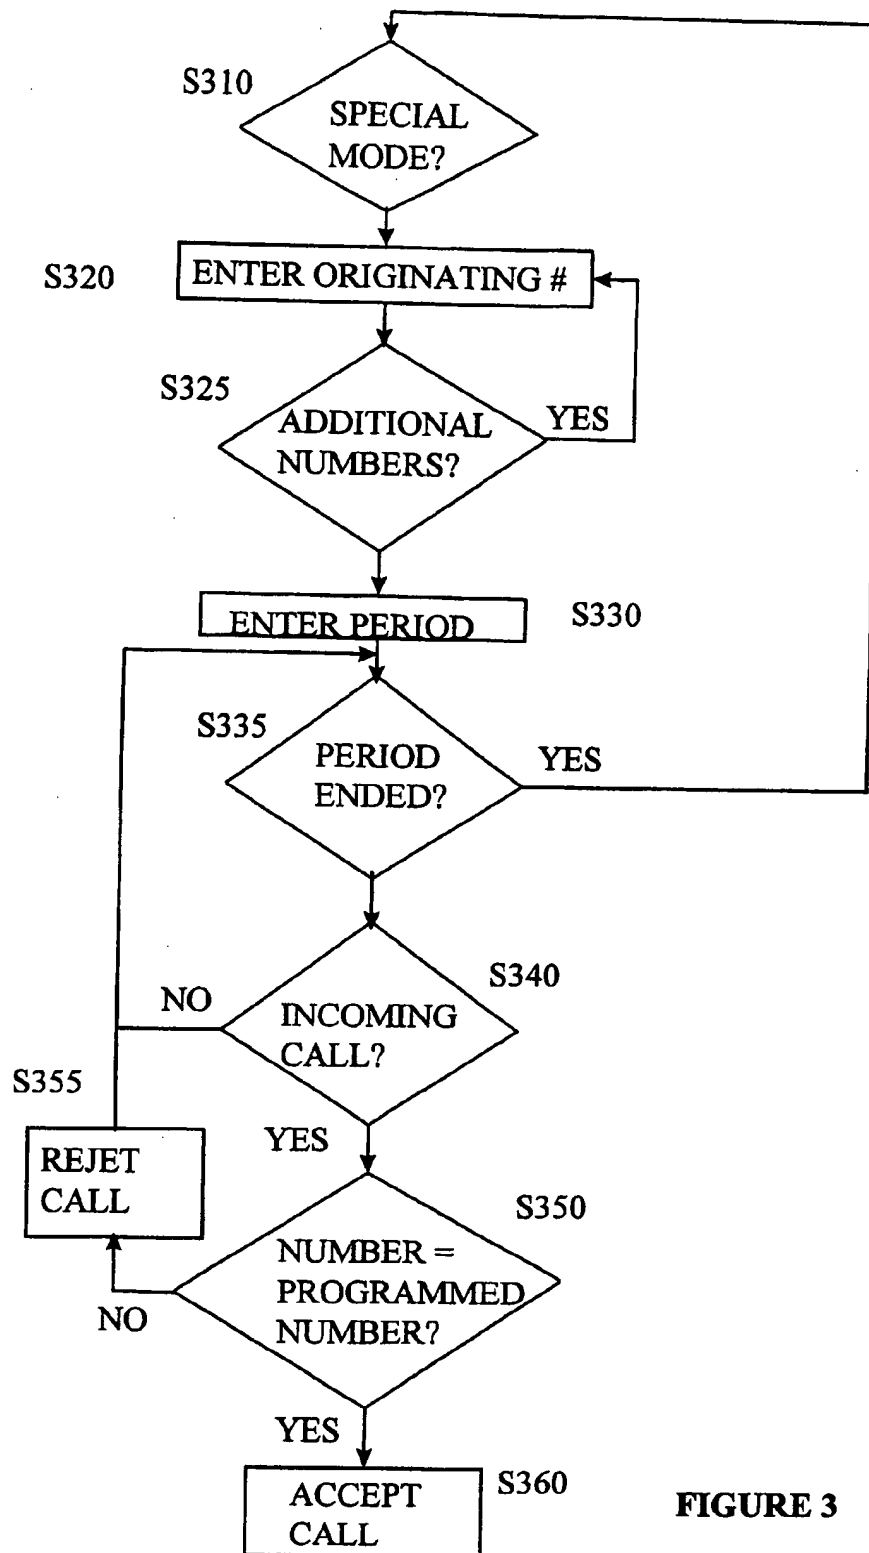 S310
SPECIAL
MODE?
S320
ENTER ORIGINATING #
S325
ADDITIONAL
NUMBERS?
YES
ENTER PERIOD
S330
S335
PERIOD
ENDED?
YES
S340
NO
INCOMING
CALL?
S355
YES
REJET
CALL
S350
NUMBER =
PROGRAMMED
NUMBER?
NO
YES
S360
ACCEPT
CALL
FIGURE 3